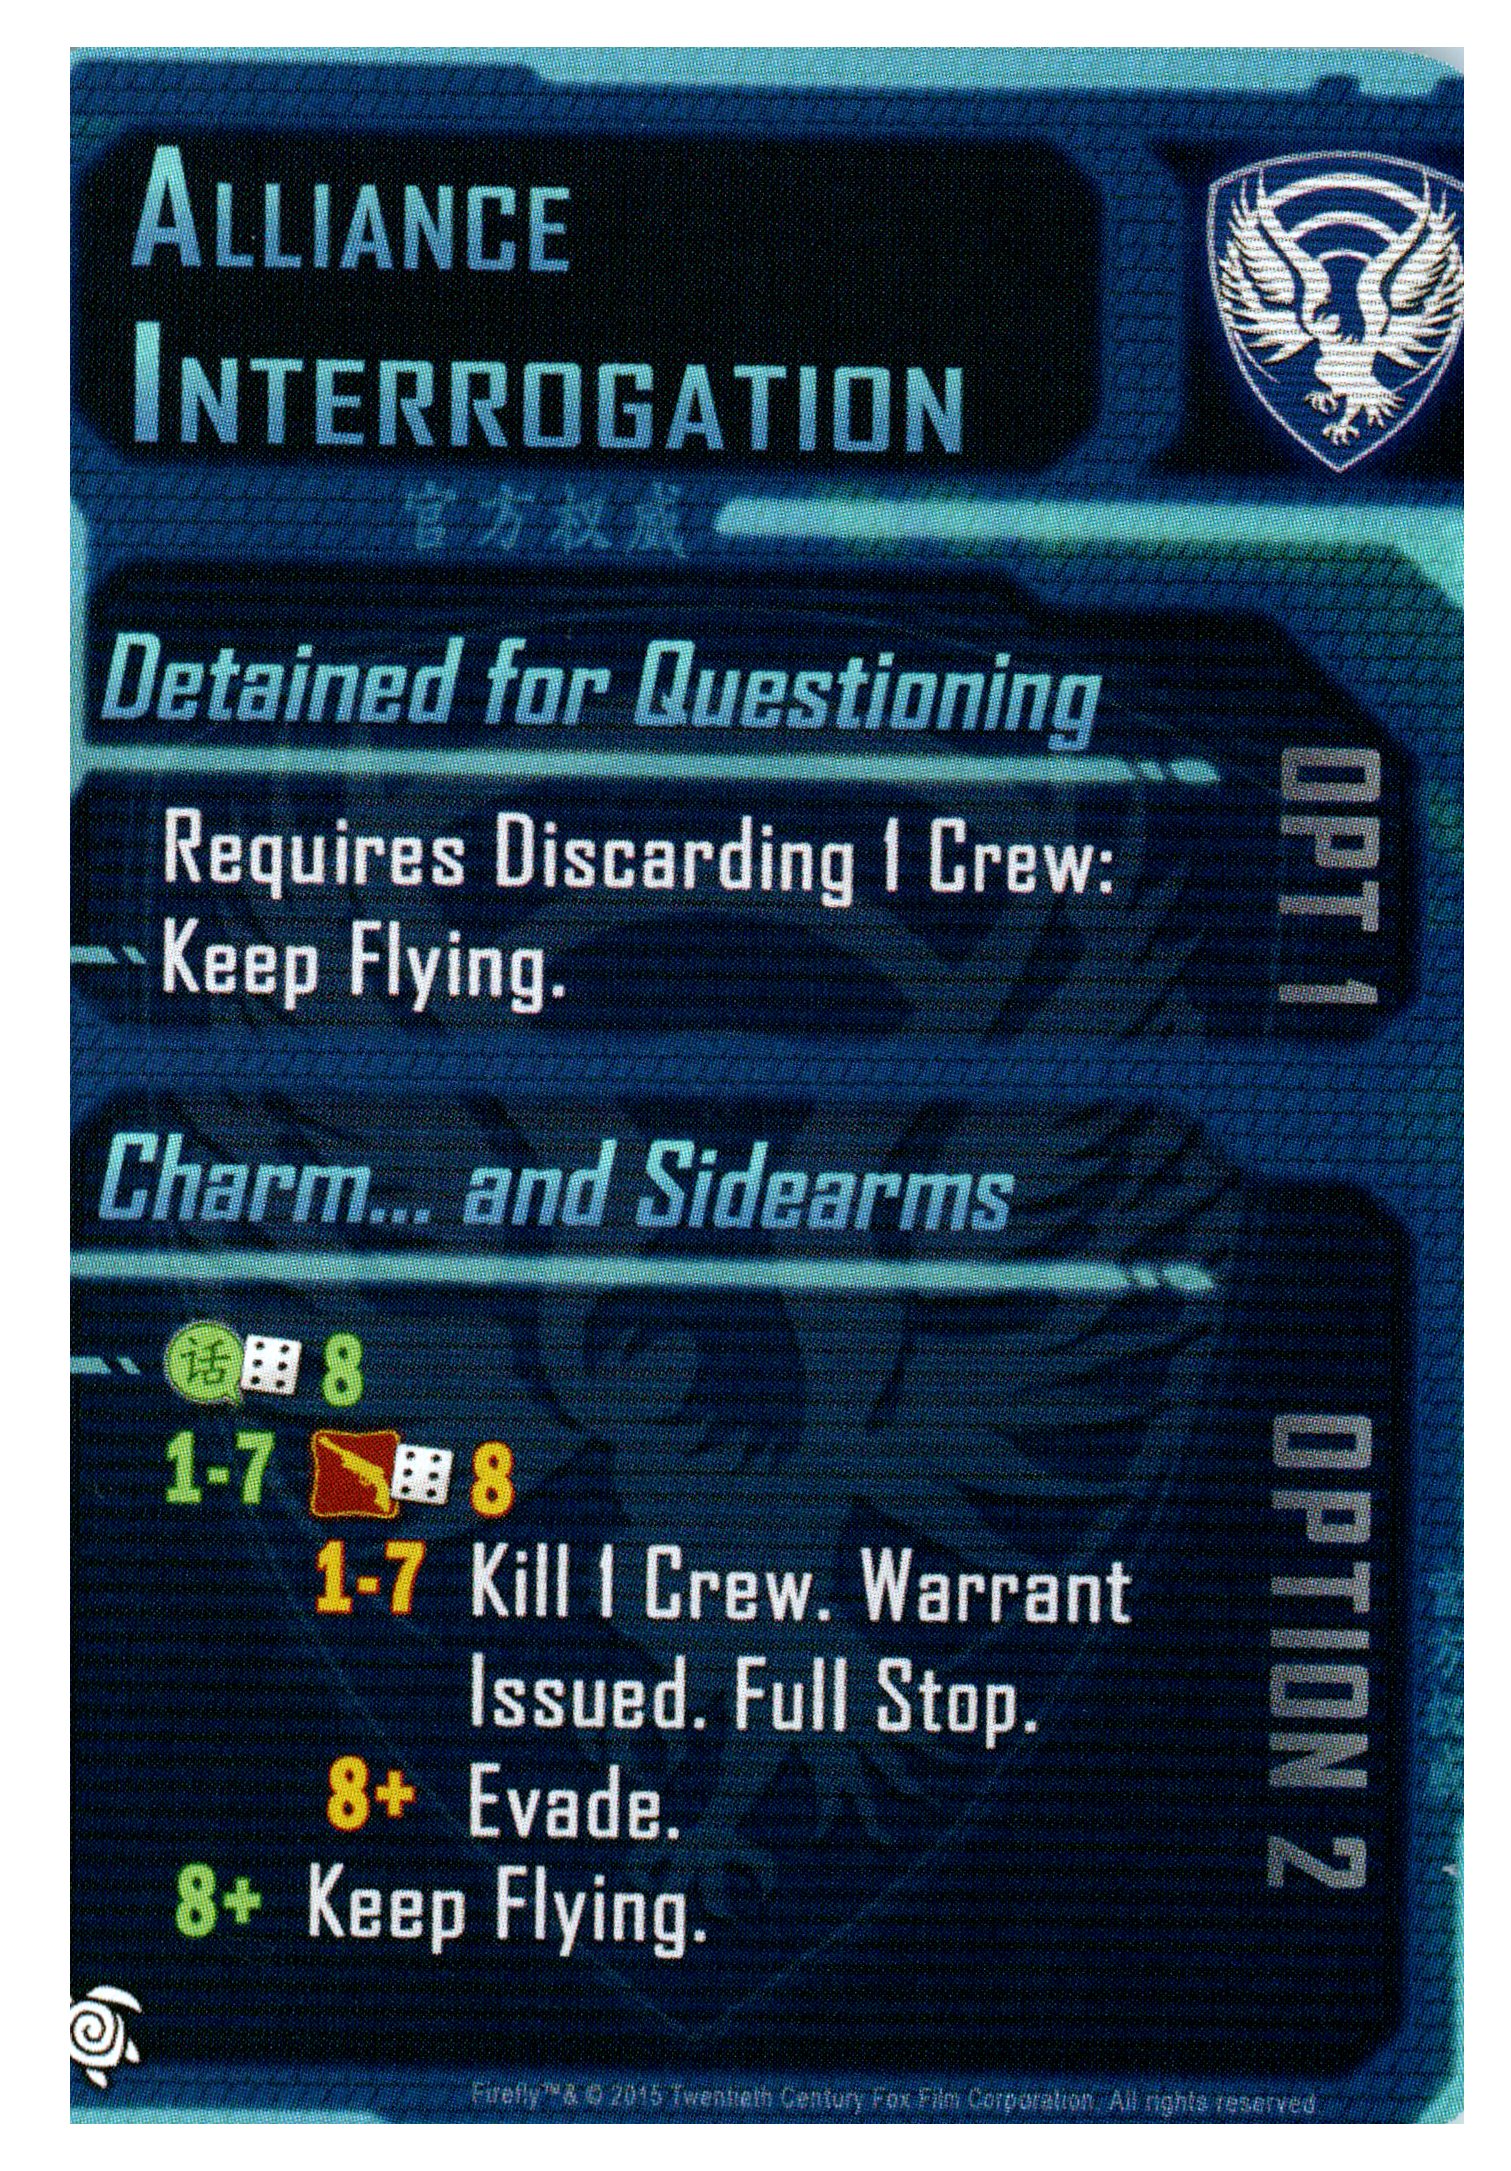 ALLIANCE
INTERROGATION
官方权威
Detained for Questioning
Requires Discarding 1 Crew:
Keep Flying.
OPT 1
Charm... and Sidearms
话 8
1-7 8
1-7 Kill 1 Crew. Warrant
Issued. Full Stop.
8+ Evade.
8+ Keep Flying.
OPTION 2
Firefly™ & © 2015 Twentieth Century Fox Film Corporation. All rights reserved